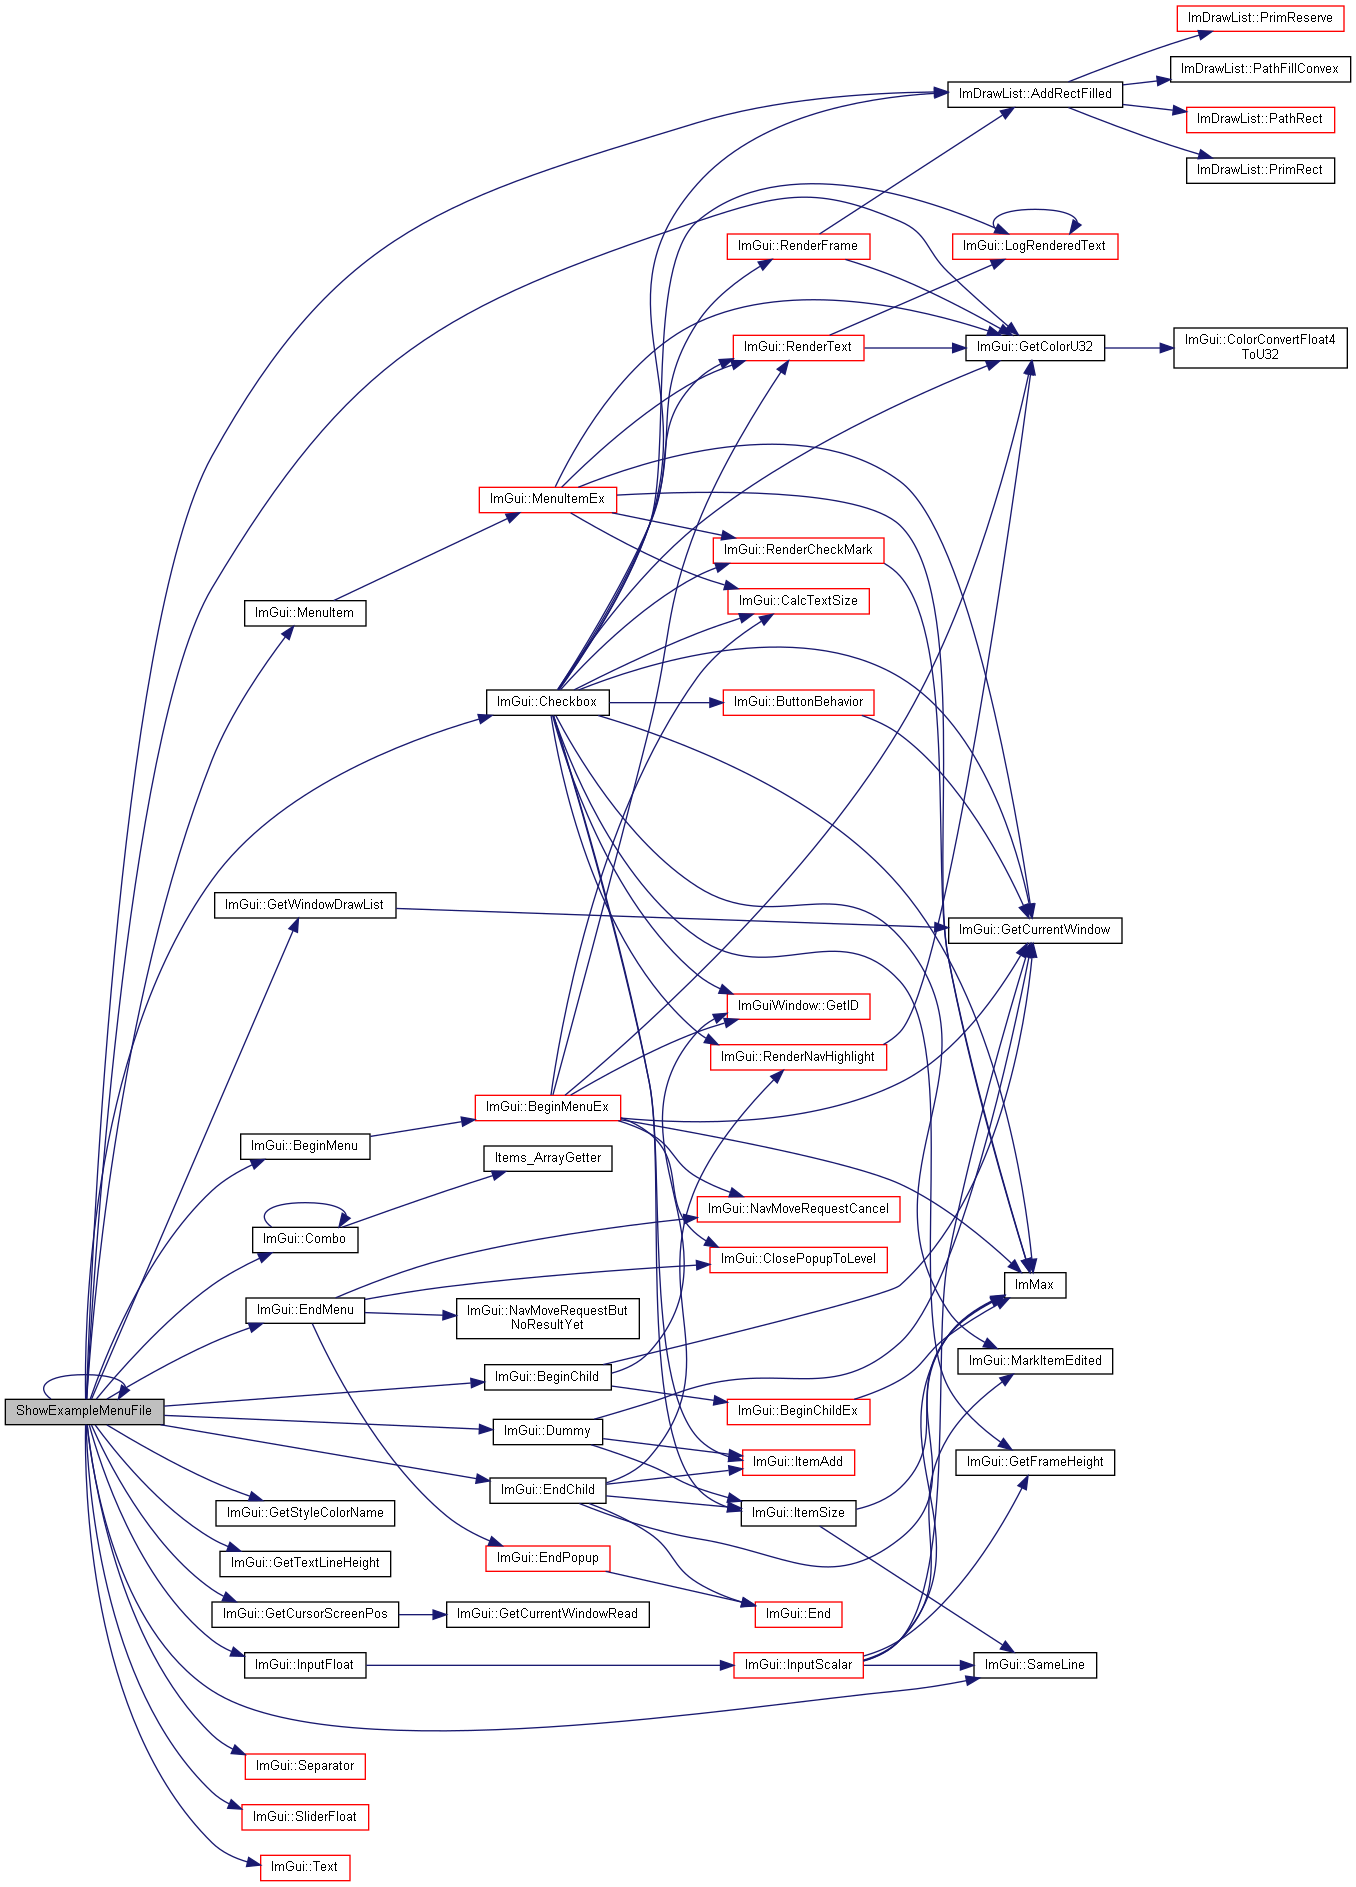 ImDrawList::PrimReserve
ImDrawList::PathFillConvex
ImDrawList::AddRectFilled
ImDrawList::PathRect
ImDrawList::PrimRect
ImGui::RenderFrame
ImGui::LogRenderedText
ImGui::RenderText
ImGui::GetColorU32
ImGui::ColorConvertFloat4
ToU32
ImGui::MenuItemEx
ImGui::RenderCheckMark
ImGui::CalcTextSize
ImGui::MenuItem
ImGui::Checkbox
ImGui::ButtonBehavior
ImGui::GetWindowDrawList
ImGui::GetCurrentWindow
ImGuiWindow::GetID
ImGui::RenderNavHighlight
ImGui::BeginMenuEx
ImGui::BeginMenu
Items_ArrayGetter
ImGui::NavMoveRequestCancel
ImGui::Combo
ImGui::ClosePopupToLevel
ImMax
ImGui::EndMenu
ImGui::NavMoveRequestBut
NoResultYet
ImGui::MarkItemEdited
ImGui::BeginChild
ShowExampleMenuFile
ImGui::BeginChildEx
ImGui::Dummy
ImGui::ItemAdd
ImGui::GetFrameHeight
ImGui::EndChild
ImGui::GetStyleColorName
ImGui::ItemSize
ImGui::GetTextLineHeight
ImGui::EndPopup
ImGui::GetCursorScreenPos
ImGui::GetCurrentWindowRead
ImGui::End
ImGui::InputFloat
ImGui::InputScalar
ImGui::SameLine
ImGui::Separator
ImGui::SliderFloat
ImGui::Text